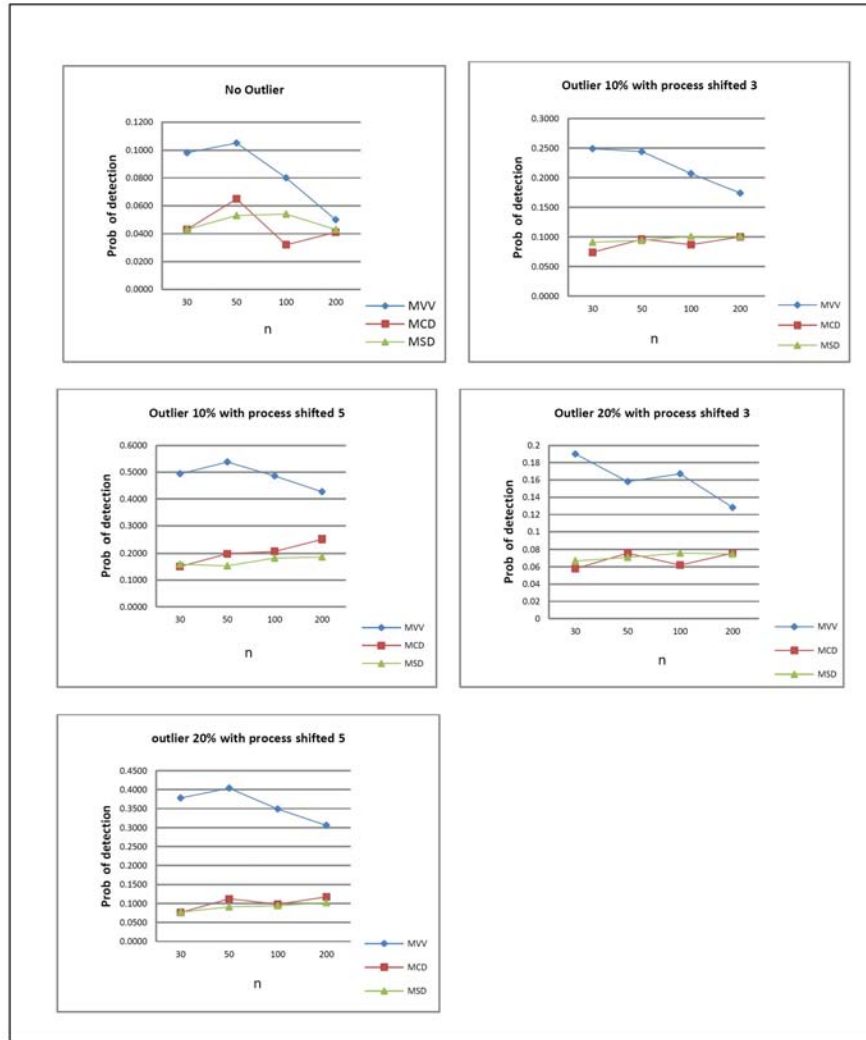 No Outlier
Prob of detection
0.1200
0.1000
0.0800
0.0600
0.0400
0.0200
0.0000
30 50 100 200
n
MVV
MCD
MSD
Outlier 10% with process shifted 3
Prob of detection
0.3000
0.2500
0.2000
0.1500
0.1000
0.0500
0.0000
30 50 100 200
n
MVV
MCD
MSD
Outlier 10% with process shifted 5
Prob of detection
0.6000
0.5000
0.4000
0.3000
0.2000
0.1000
0.0000
30 50 100 200
n
MVV
MCD
MSD
Outlier 20% with process shifted 3
Prob of detection
0.2
0.18
0.16
0.14
0.12
0.1
0.08
0.06
0.04
0.02
0
30 50 100 200
n
MVV
MCD
MSD
outlier 20% with process shifted 5
Prob of detection
0.4500
0.4000
0.3500
0.3000
0.2500
0.2000
0.1500
0.1000
0.0500
0.0000
30 50 100 200
n
MVV
MCD
MSD